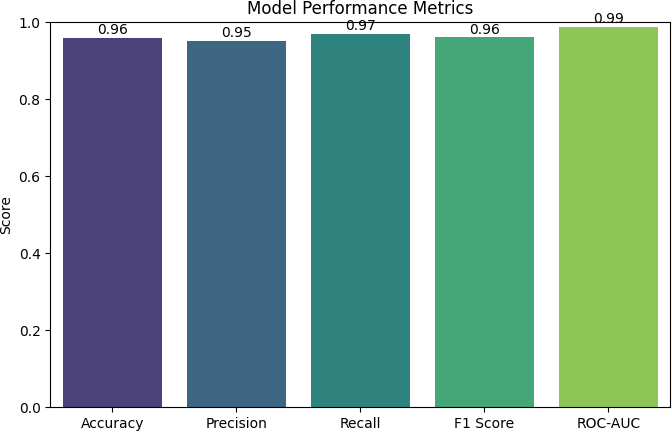 Model Performance Metrics
0.96
0.95
0.97
0.96
0.99
1.0
0.8
0.6
0.4
0.2
0.0
Score
Accuracy
Precision
Recall
F1 Score
ROC-AUC